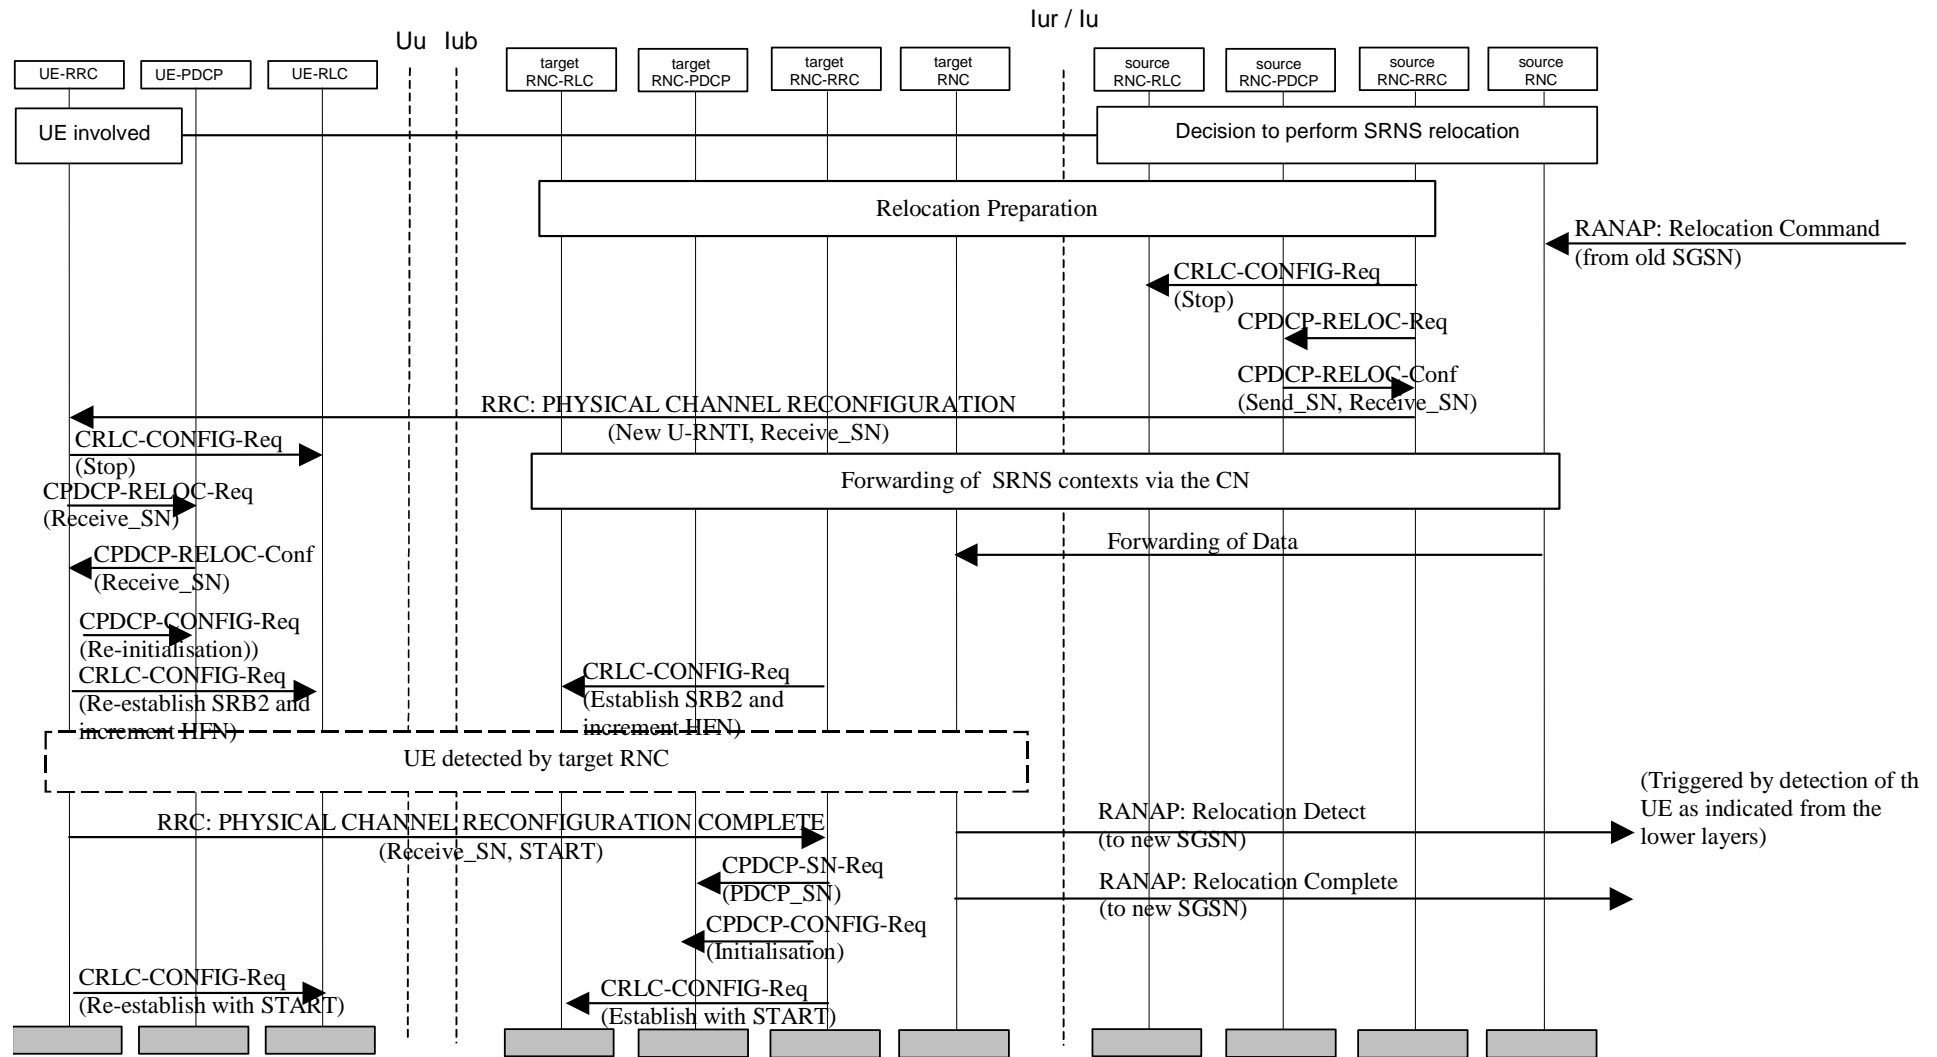 Iur / Iu
Uu
Iub
UE-RRC
UE-PDCP
UE-RLC
target
RNC-RLC
target
RNC-PDCP
target
RNC-RRC
target
RNC
source
RNC-RLC
source
RNC-PDCP
source
RNC-RRC
source
RNC
UE involved
Decision to perform SRNS relocation
Relocation Preparation
RANAP: Relocation Command
(from old SGSN)
CRLC-CONFIG-Req
(Stop)
CPDCP-RELOC-Req
CPDCP-RELOC-Conf
(Send_SN, Receive_SN)
RRC: PHYSICAL CHANNEL RECONFIGURATION
(New U-RNTI, Receive_SN)
CRLC-CONFIG-Req
(Stop)
Forwarding of SRNS contexts via the CN
CPDCP-RELOC-Req
(Receive_SN)
Forwarding of Data
CPDCP-RELOC-Conf
(Receive_SN)
CPDCP-CONFIG-Req
(Re-initialisation))
CRLC-CONFIG-Req
(Re-establish SRB2 and
increment HFN)
CRLC-CONFIG-Req
(Establish SRB2 and
increment HFN)
UE detected by target RNC
(Triggered by detection of th
UE as indicated from the
lower layers)
RRC: PHYSICAL CHANNEL RECONFIGURATION COMPLETE
(Receive_SN, START)
RANAP: Relocation Detect
(to new SGSN)
CPDCP-SN-Req
(PDCP_SN)
RANAP: Relocation Complete
(to new SGSN)
CPDCP-CONFIG-Req
(Initialisation)
CRLC-CONFIG-Req
(Re-establish with START)
CRLC-CONFIG-Req
(Establish with START)